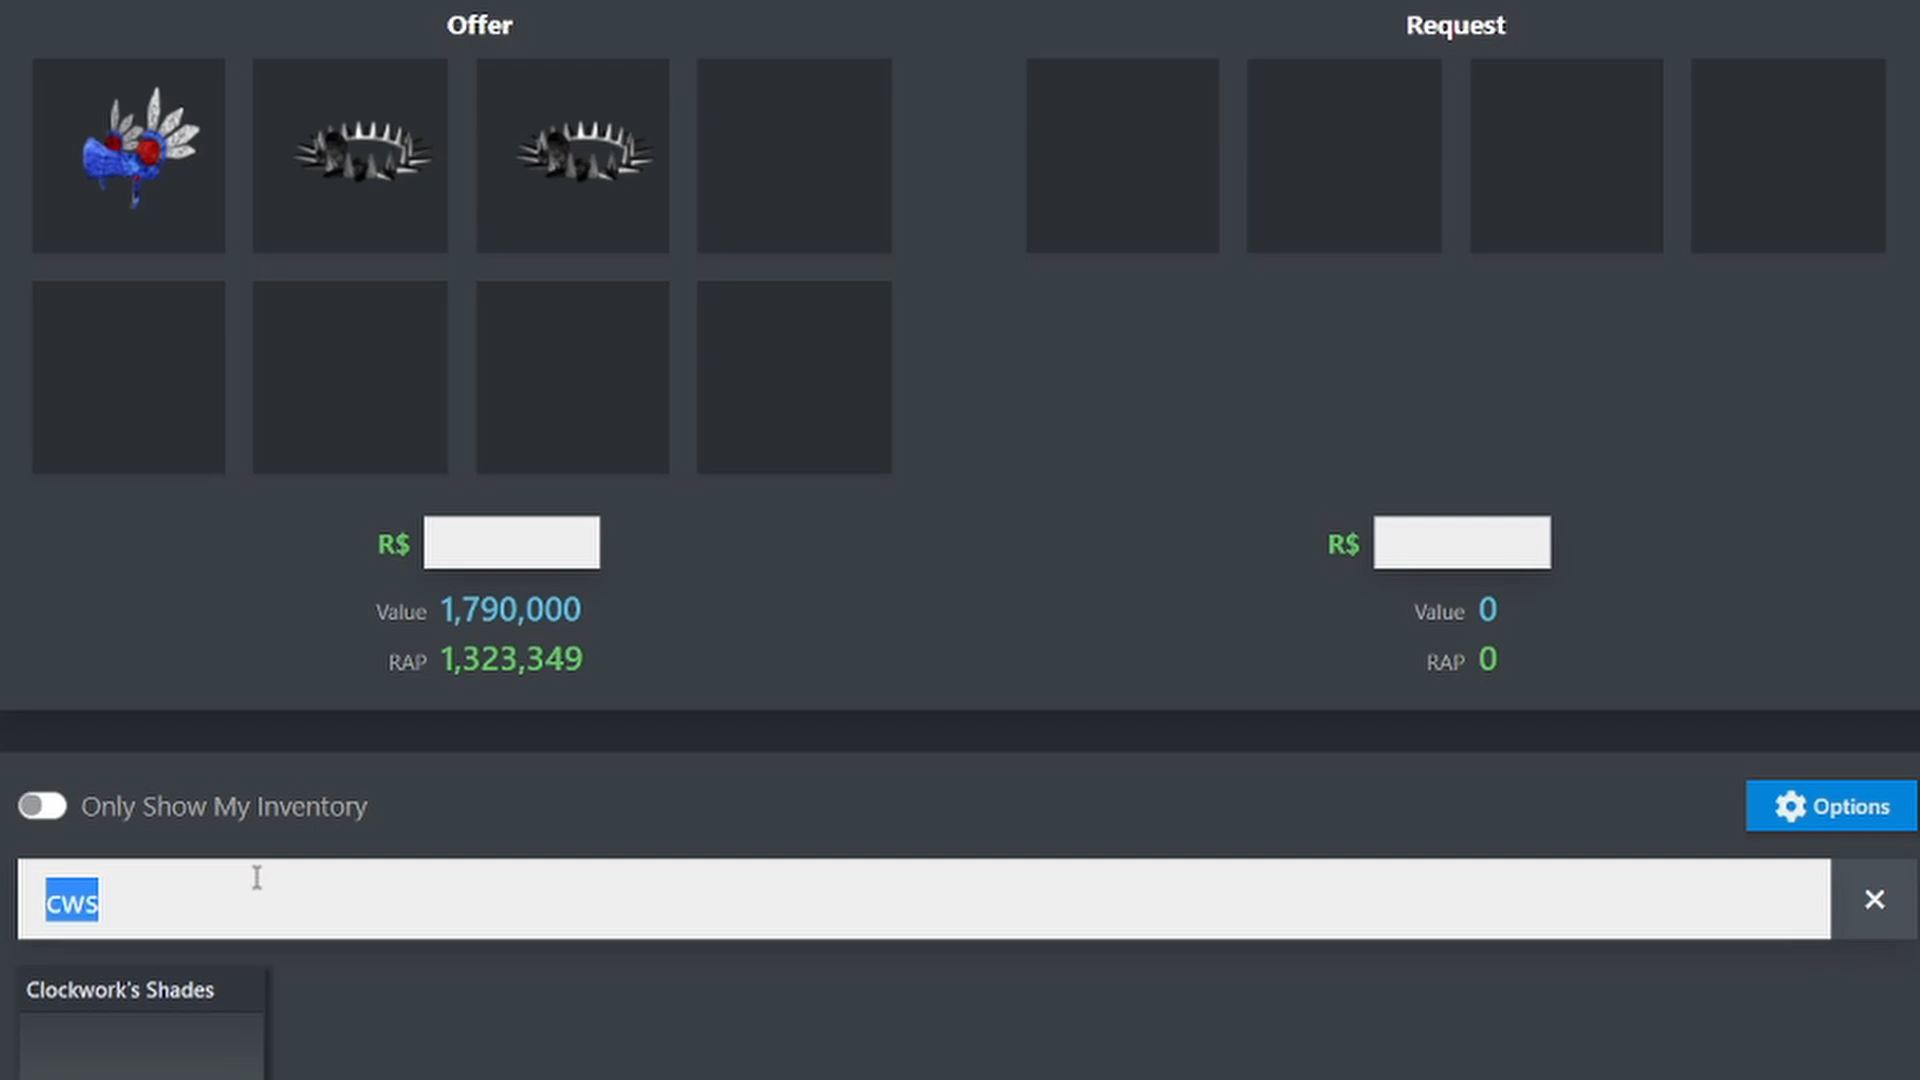 Offer
Request
R$
R$
Value 1,790,000
Value 0
RAP 1,323,349
RAP 0
Only Show My Inventory
Options
cws
Clockwork's Shades